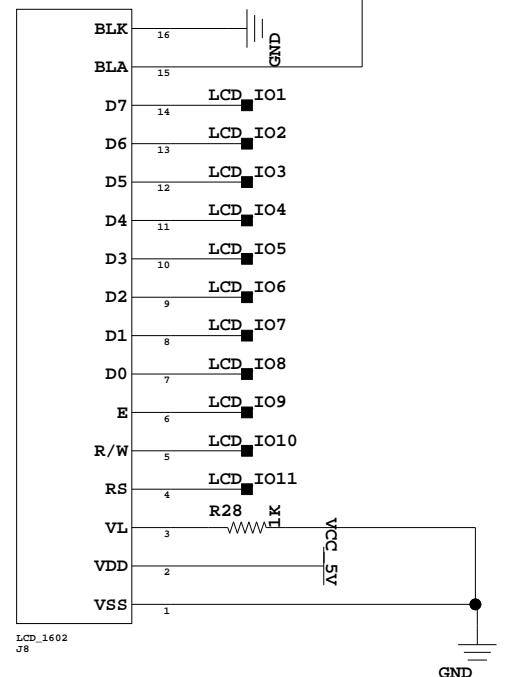 BLK 16 GND
BLA 15
D7 14 LCD_IO1
D6 13 LCD_IO2
D5 12 LCD_IO3
D4 11 LCD_IO4
D3 10 LCD_IO5
D2 9 LCD_IO6
D1 8 LCD_IO7
D0 7 LCD_IO8
E 6 LCD_IO9
R/W 5 LCD_IO10
RS 4 LCD_IO11
VL 3 R28 1K
VDD 2 VCC_5V
VSS 1
LCD_1602
J8
GND